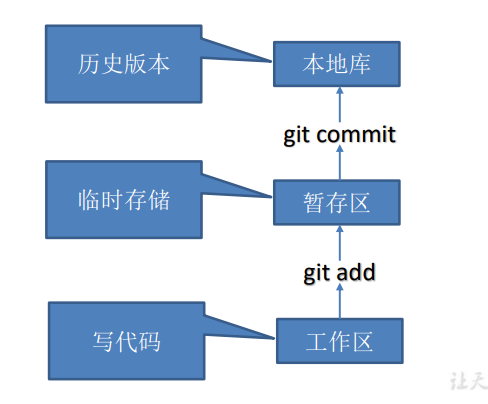 历史版本
本地库
git commit
临时存储
暂存区
git add
写代码
工作区
让天